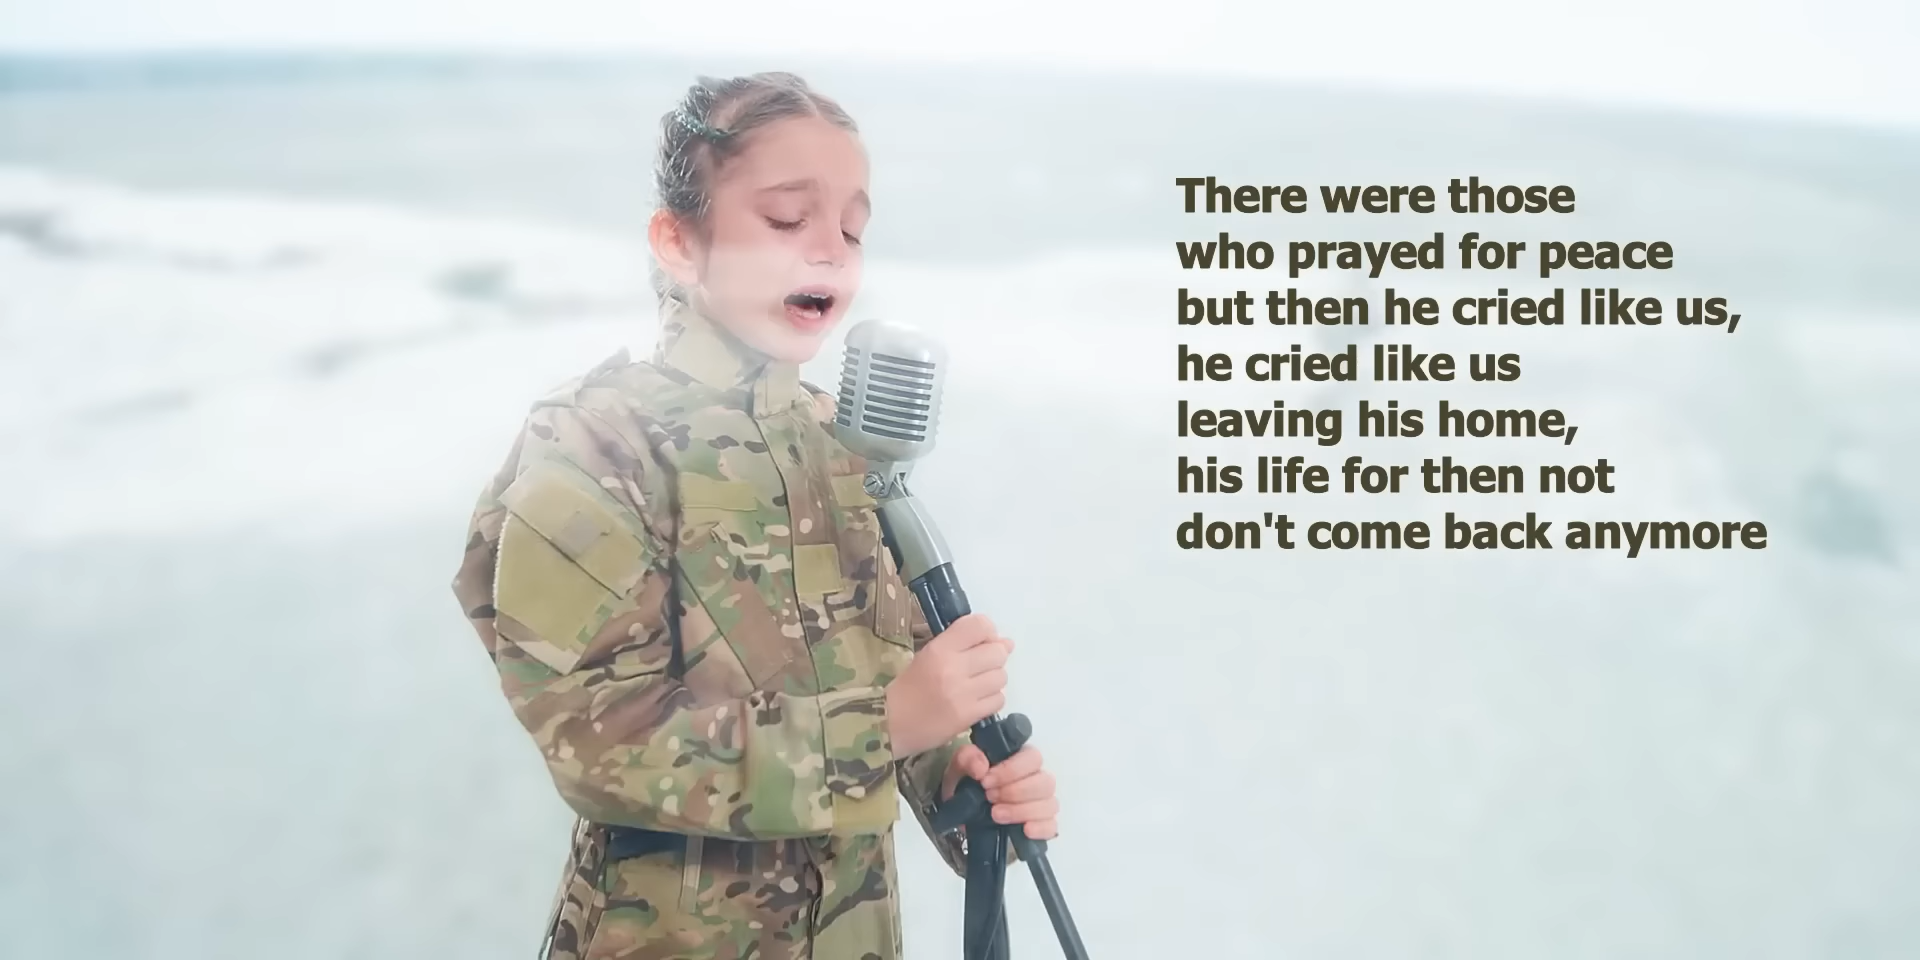 There were those
who prayed for peace
but then he cried like us,
he cried like us
leaving his home,
his life for then not
don't come back anymore